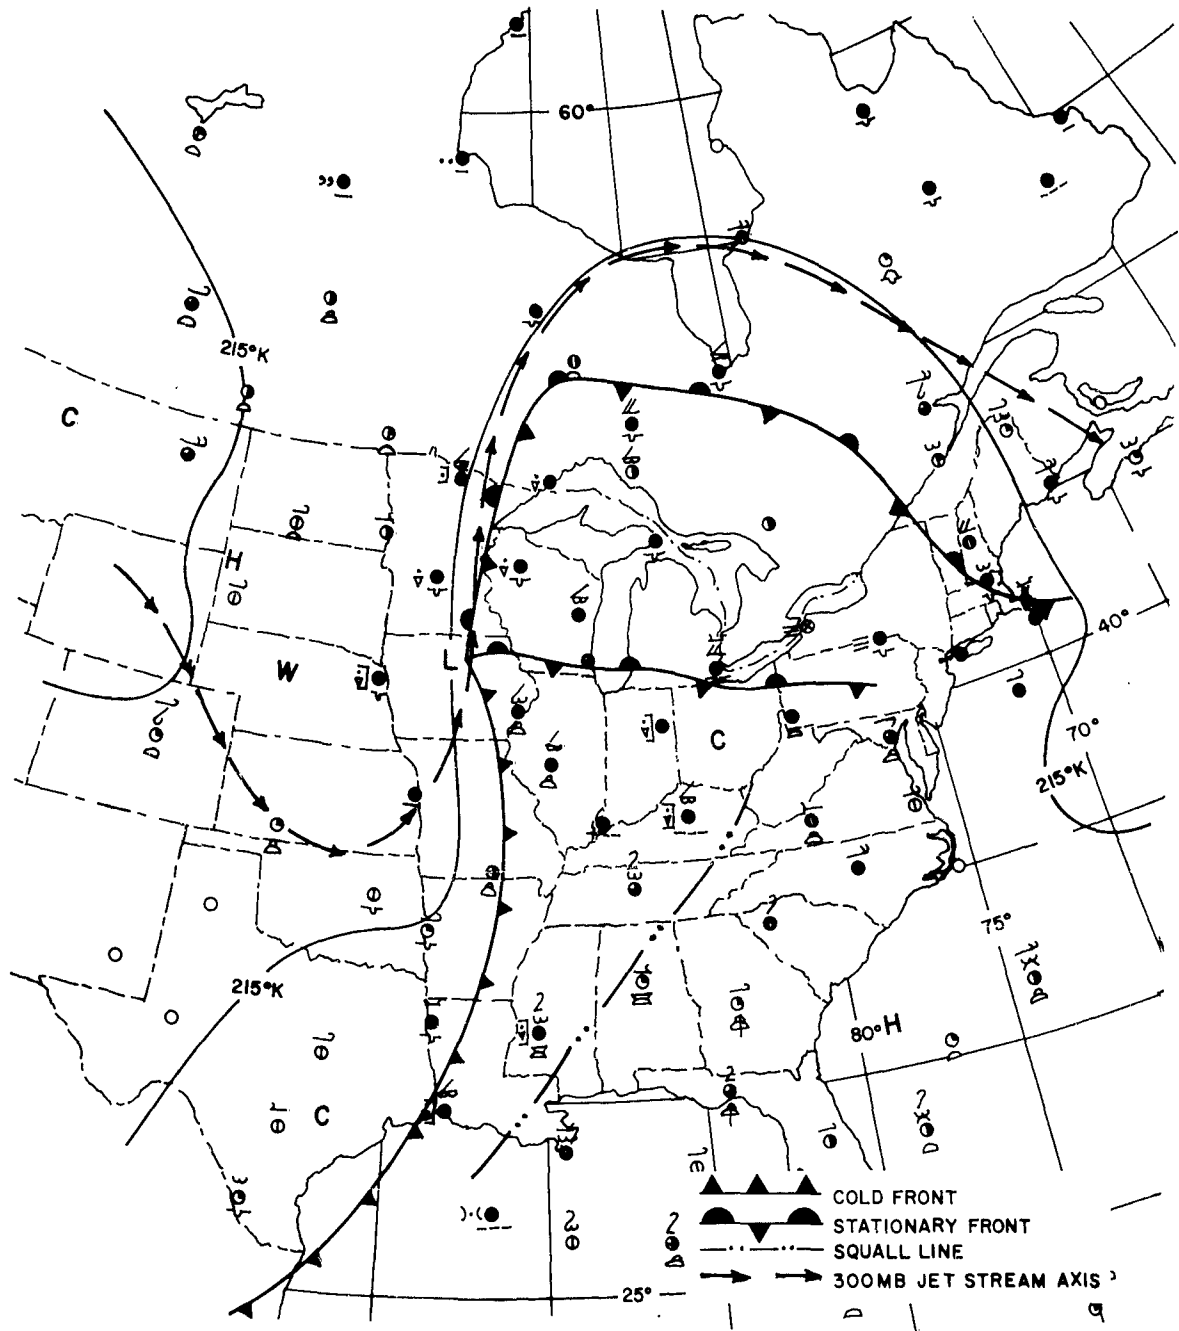 60°
215°K
C
H
W
L
C
40°
70°
215°K
75°
215°K
80°H
C
25°
COLD FRONT
STATIONARY FRONT
SQUALL LINE
300MB JET STREAM AXIS